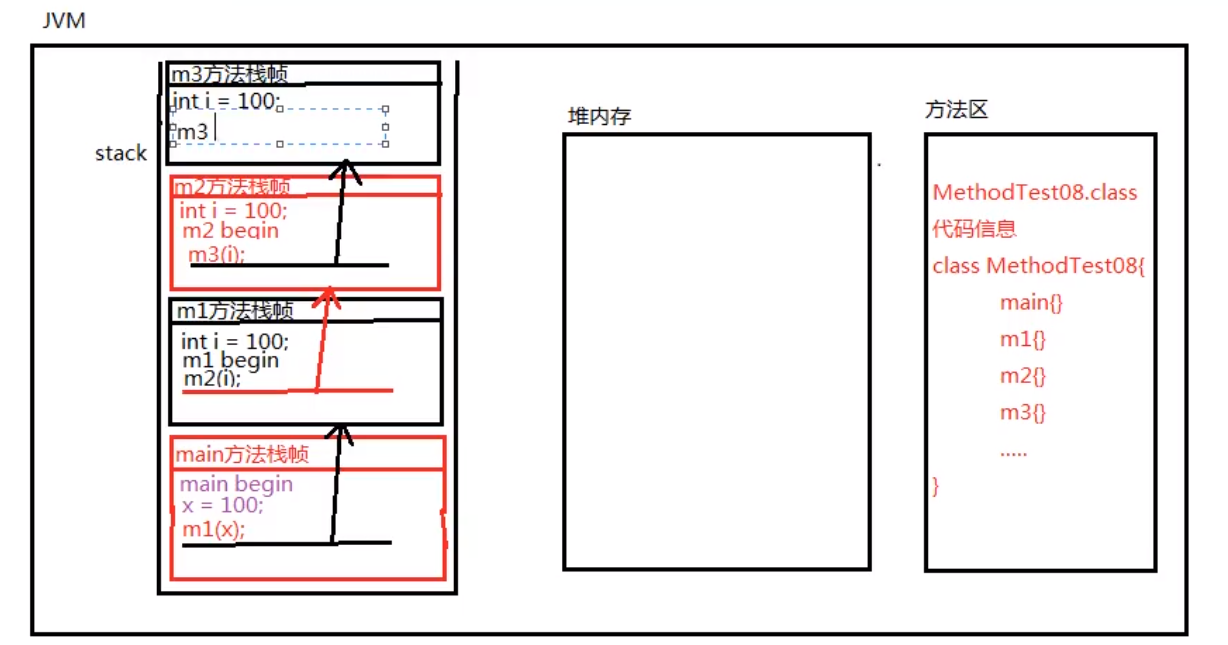 JVM
stack
m3方法栈帧
int i = 100;
m3
m2方法栈帧
int i = 100;
m2 begin
m3(i);
m1方法栈帧
int i = 100;
m1 begin
m2(i);
main方法栈帧
main begin
x = 100;
m1(x);
堆内存
方法区
MethodTest08.class
代码信息
class MethodTest08{
main{}
m1{}
m2{}
m3{}
.....
}